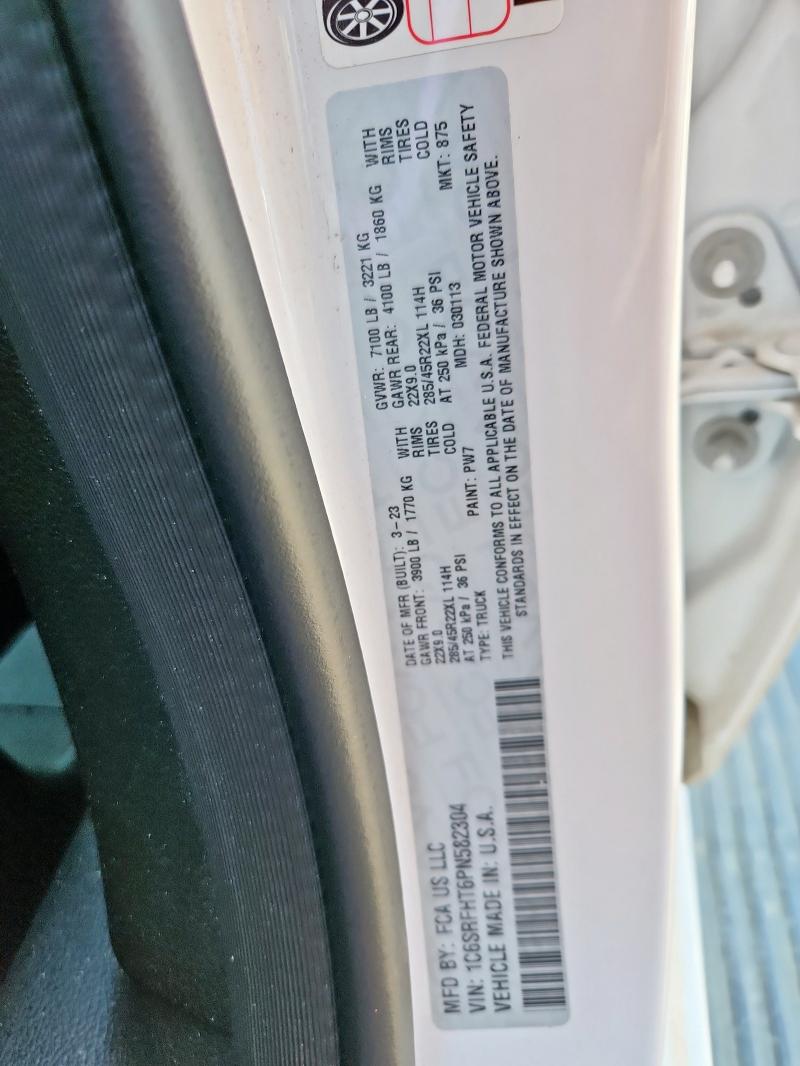 MFD BY: FCA US LLC
VIN: 1C6SRFHT6PN582304
VEHICLE MADE IN: U.S.A.
DATE OF MFR (BUILT): 3-23 GVWR: 7100 LB / 3221 KG
GAWR FRONT: 3900 LB / 1770 KG WITH GAWR REAR: 4100 LB / 1860 KG WITH
22X9.0 RIMS 22X9.0 RIMS
285/45R22XL 114H TIRES 285/45R22XL 114H TIRES
AT 250 kPa / 36 PSI COLD AT 250 kPa / 36 PSI COLD
TYPE: TRUCK PAINT: PW7 MDH: 030113 MKT: 875
THIS VEHICLE CONFORMS TO ALL APPLICABLE U.S.A. FEDERAL MOTOR VEHICLE SAFETY
STANDARDS IN EFFECT ON THE DATE OF MANUFACTURE SHOWN ABOVE.